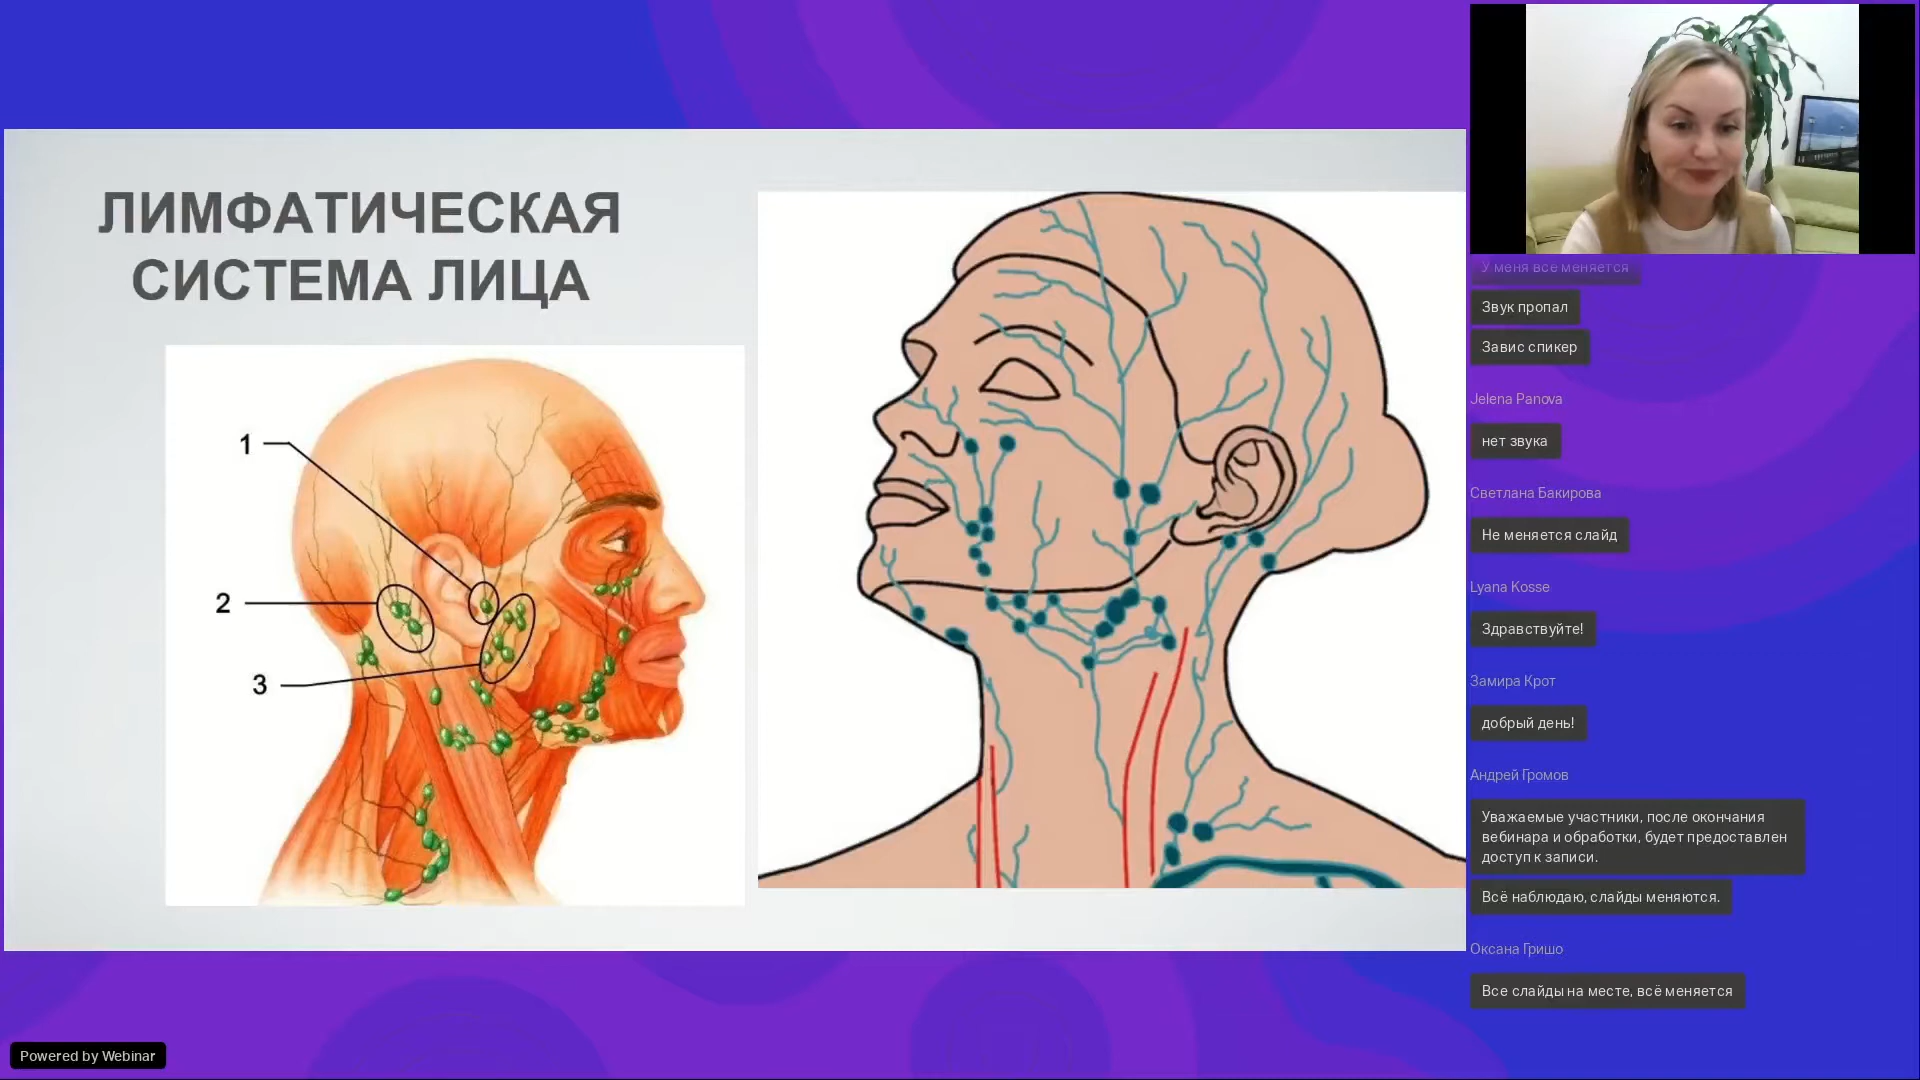 ЛИМФАТИЧЕСКАЯ
СИСТЕМА ЛИЦА
1
2
3
У меня все меняется
Звук пропал
Завис спикер
Jelena Panova
нет звука
Светлана Бакирова
Не меняется слайд
Lyana Kosse
Здравствуйте!
Замира Крот
добрый день!
Андрей Громов
Уважаемые участники, после окончания
вебинара и обработки, будет предоставлен
доступ к записи.
Всё наблюдаю, слайды меняются.
Оксана Гришо
Все слайды на месте, всё меняется
Powered by Webinar